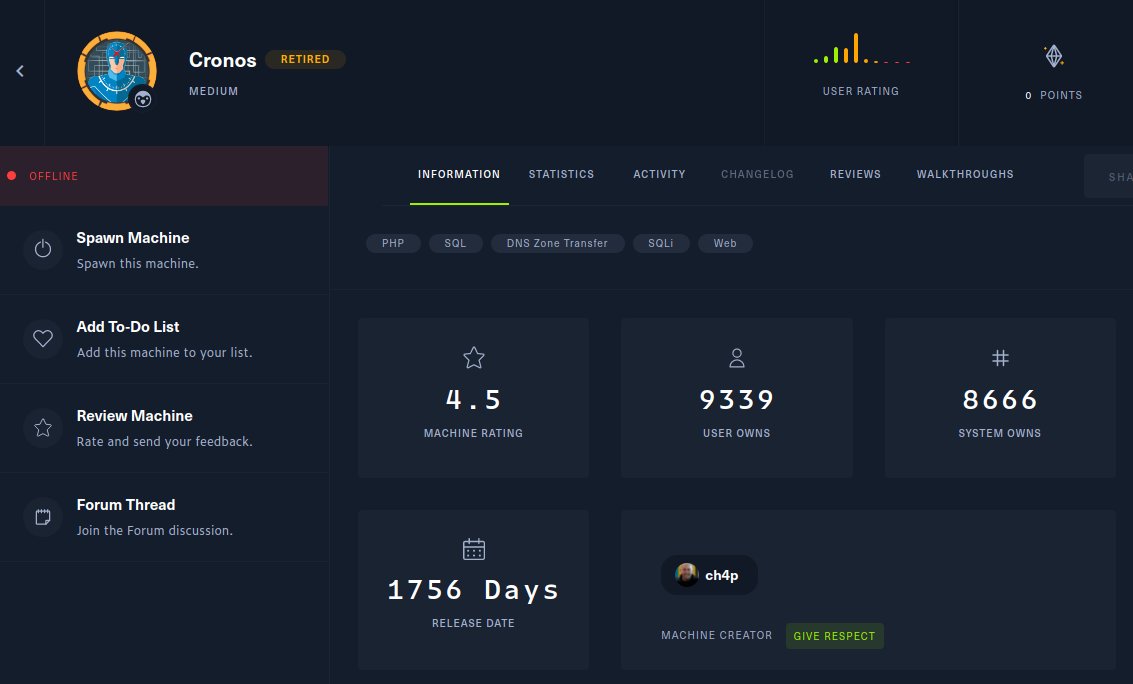 Cronos RETIRED
MEDIUM
USER RATING
0 POINTS
OFFLINE
INFORMATION STATISTICS ACTIVITY CHANGELOG REVIEWS WALKTHROUGHS SHA
Spawn Machine
Spawn this machine.
Add To-Do List
Add this machine to your list.
Review Machine
Rate and send your feedback.
Forum Thread
Join the Forum discussion.
PHP SQL DNS Zone Transfer SQLi Web
4.5
MACHINE RATING
9339
USER OWNS
8666
SYSTEM OWNS
1756 Days
RELEASE DATE
ch4p
MACHINE CREATOR GIVE RESPECT